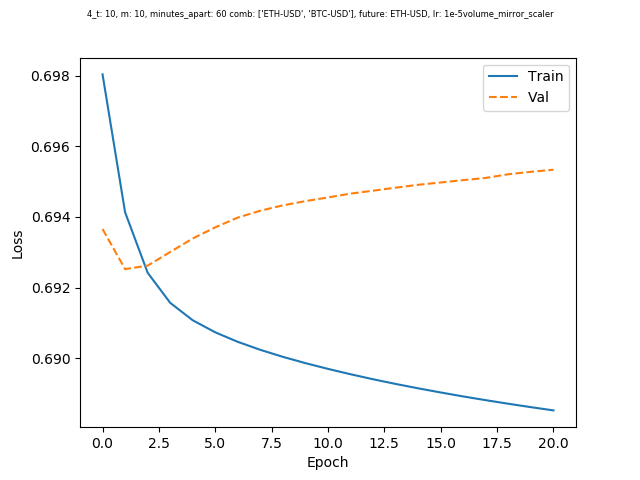 4_t: 10, m: 10, minutes_apart: 60 comb: ['ETH-USD', 'BTC-USD'], future: ETH-USD, lr: 1e-5volume_mirror_scaler
Train
Val
0.698
0.696
0.694
0.692
0.690
Loss
0.0 2.5 5.0 7.5 10.0 12.5 15.0 17.5 20.0
Epoch